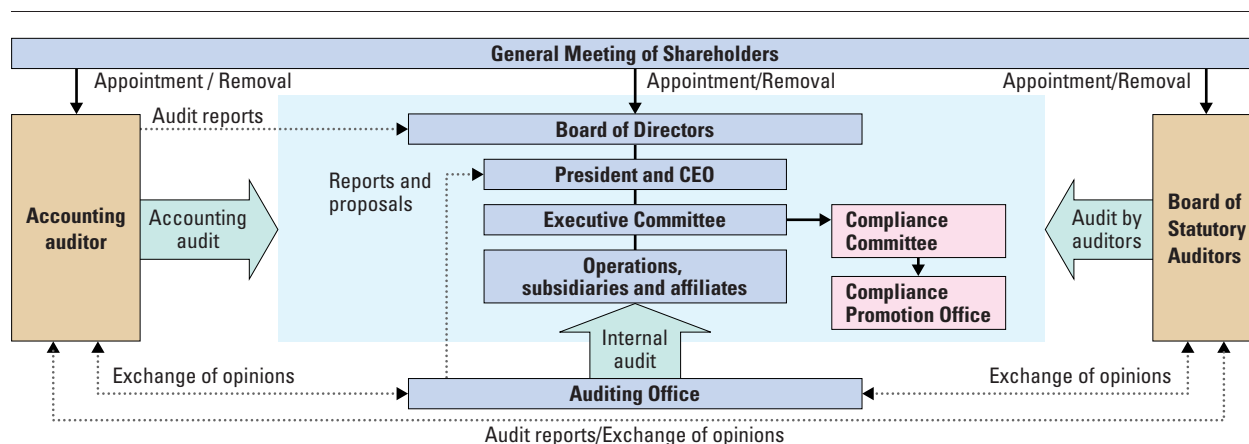 General Meeting of Shareholders
Appointment / Removal
Appointment/Removal
Appointment/Removal
Audit reports
Board of Directors
Reports and
proposals
President and CEO
Accounting
auditor
Accounting
audit
Executive Committee
Compliance
Committee
Audit by
auditors
Board of
Statutory
Auditors
Operations,
subsidiaries and affiliates
Compliance
Promotion Office
Internal
audit
Exchange of opinions
Auditing Office
Exchange of opinions
Audit reports/Exchange of opinions